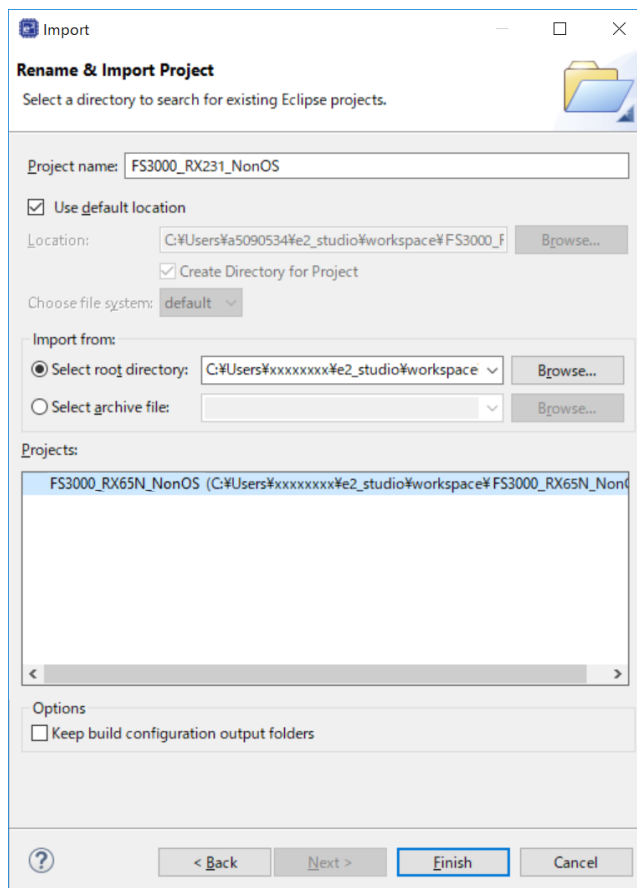 Import
Rename & Import Project
Select a directory to search for existing Eclipse projects.
Project name: FS3000_RX231_NonOS
Use default location
Location: C:¥Users¥a5090534¥e2_studio¥workspace¥FS3000_F Browse...
Create Directory for Project
Choose file system: default
Import from:
Select root directory: C:¥Users¥xxxxxxxx¥e2_studio¥workspace Browse...
Select archive file: Browse...
Projects:
FS3000_RX65N_NonOS (C:¥Users¥xxxxxxxx¥e2_studio¥workspace¥FS3000_RX65N_Non
Options
Keep build configuration output folders
? < Back Next > Finish Cancel